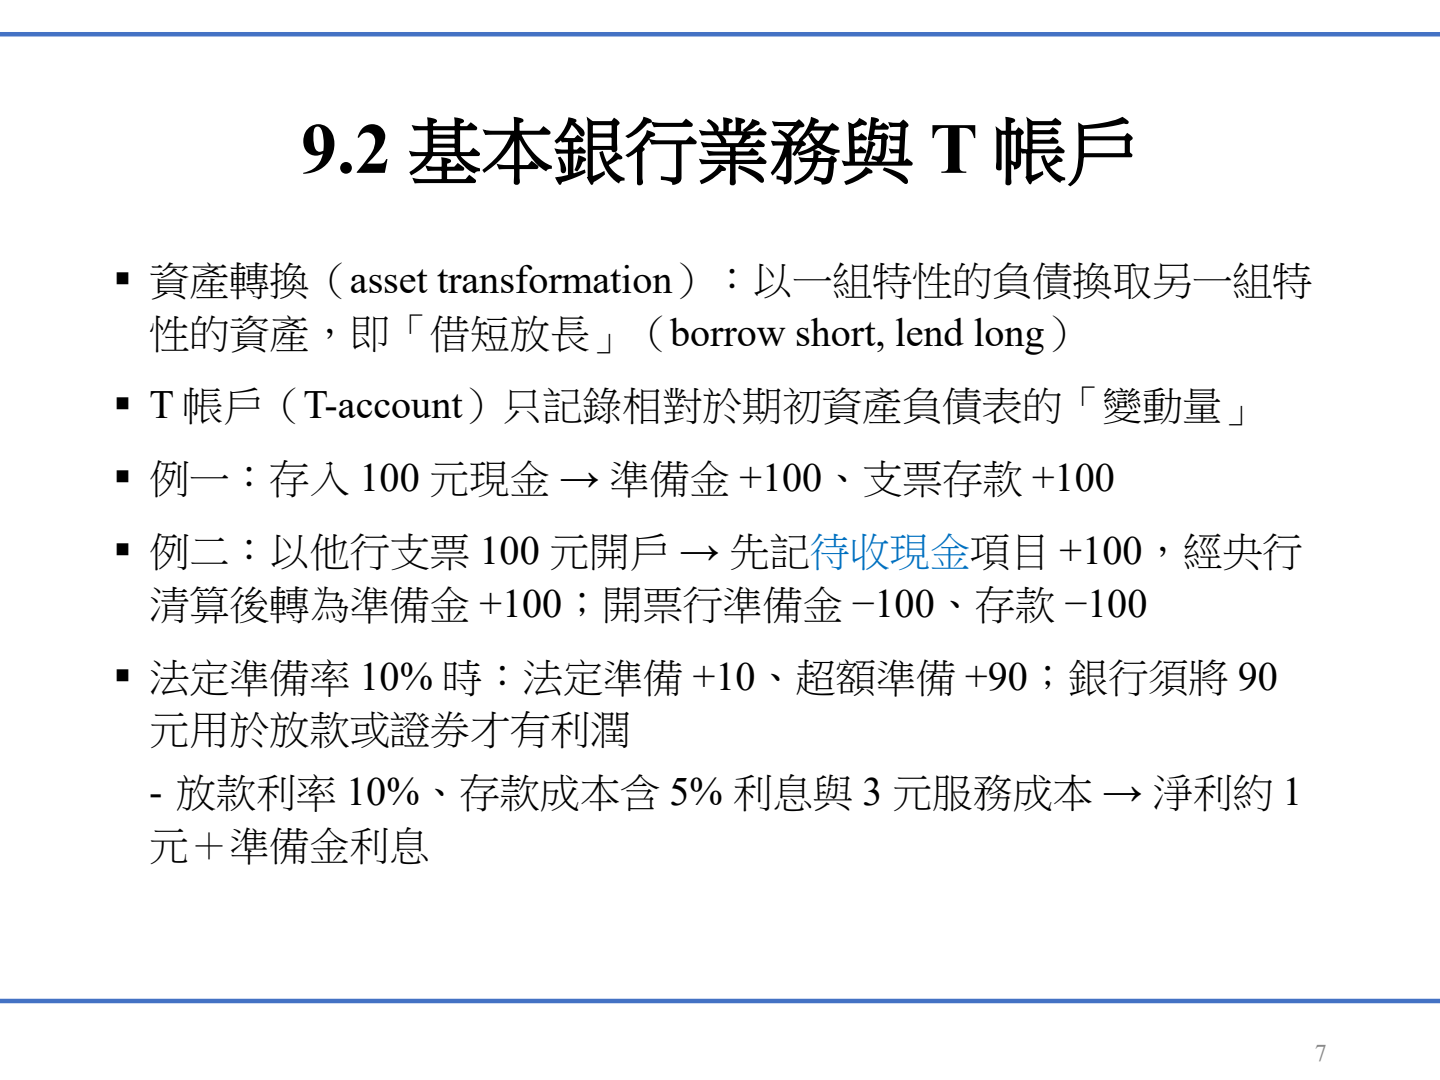 9.2 基本銀行業務與 T 帳戶
▪ 資產轉換（asset transformation）：以一組特性的負債換取另一組特
性的資產，即「借短放長」（borrow short, lend long）
▪ T 帳戶（T-account）只記錄相對於期初資產負債表的「變動量」
▪ 例一：存入 100 元現金 → 準備金 +100、支票存款 +100
▪ 例二：以他行支票 100 元開戶 → 先記待收現金項目 +100，經央行
清算後轉為準備金 +100；開票行準備金 −100、存款 −100
▪ 法定準備率 10% 時：法定準備 +10、超額準備 +90；銀行須將 90
元用於放款或證券才有利潤
- 放款利率 10%、存款成本含 5% 利息與 3 元服務成本 → 淨利約 1
元＋準備金利息
7